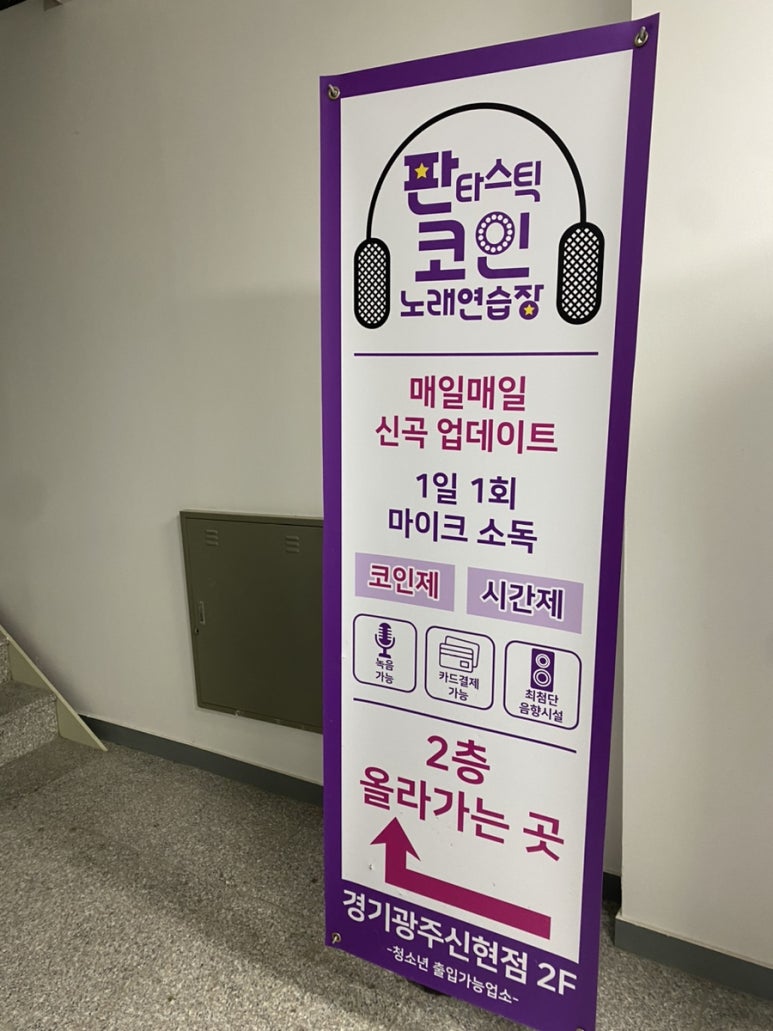 판타스틱
코인
노래연습장
매일매일
신곡 업데이트
1일 1회
마이크 소독
코인제 시간제
녹음
가능
카드결제
가능
최첨단
음향시설
2층
올라가는 곳
경기광주신현점 2F
-청소년 출입가능업소-